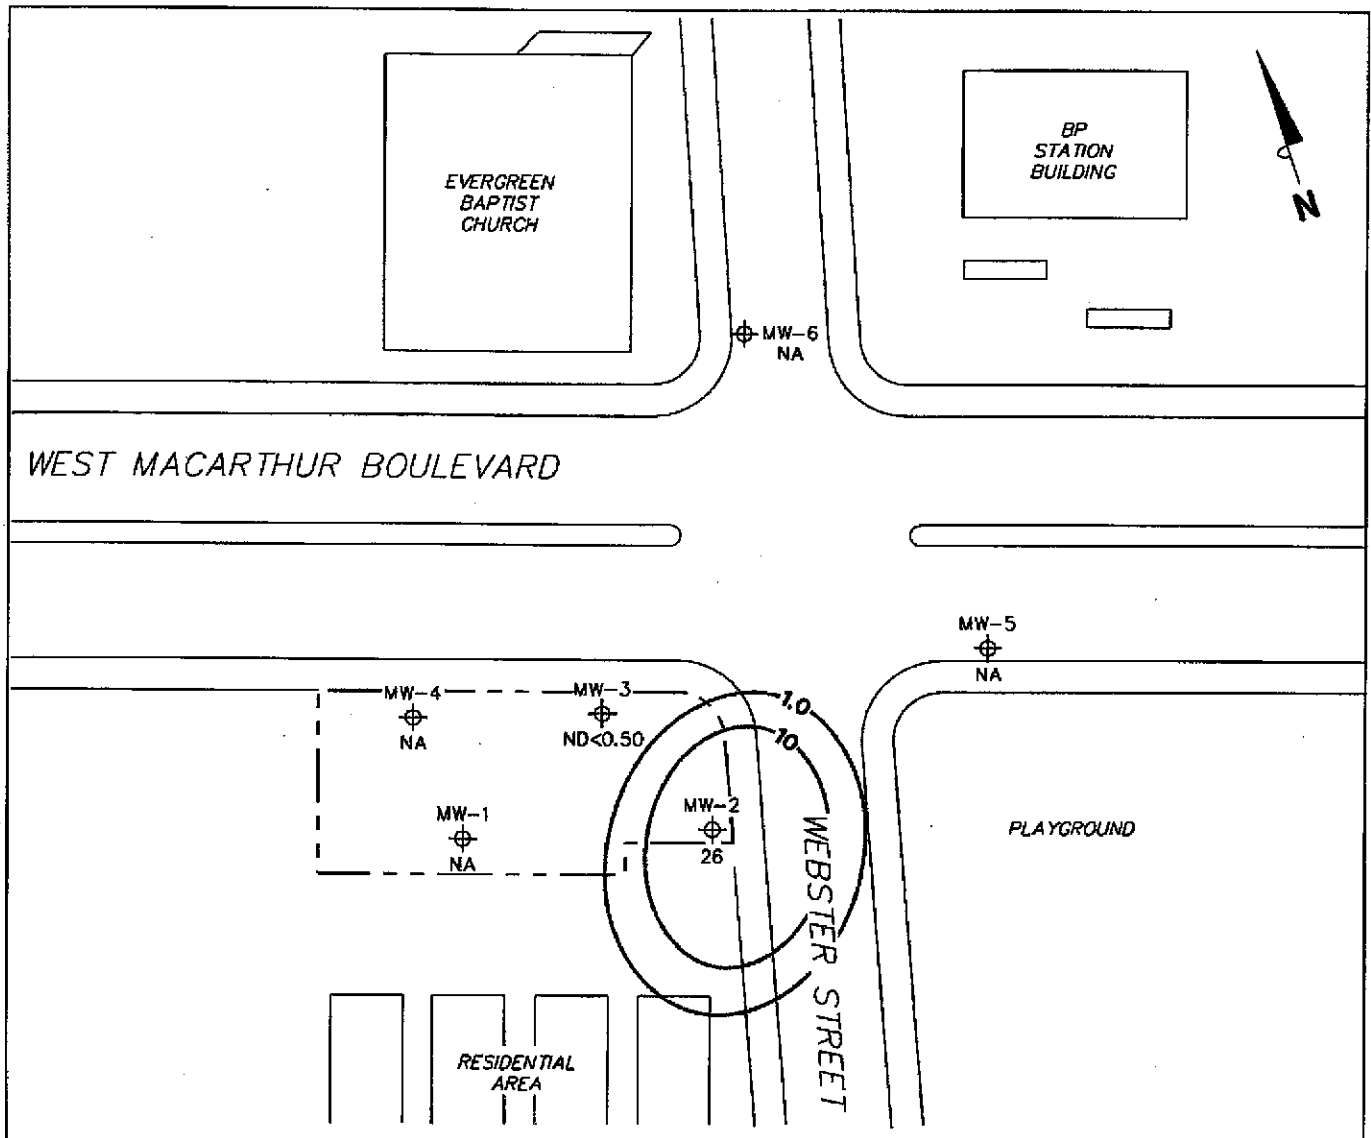 EVERGREEN
BAPTIST
CHURCH
BP
STATION
BUILDING
N
MW-6
NA
WEST MACARTHUR BOULEVARD
MW-5
NA
MW-4
NA
MW-3
ND<0.50
1.0
10
MW-1
NA
MW-2
26
WEBSTER STREET
PLAYGROUND
RESIDENTIAL
AREA